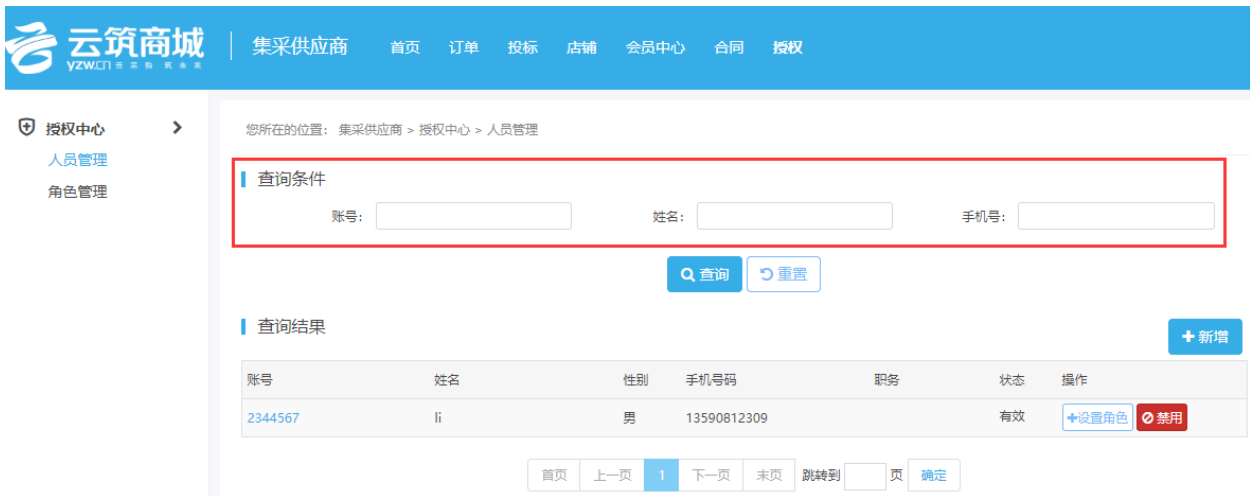 云筑商城 集采供应商 首页 订单 投标 店铺 会员中心 合同 授权
yzw.cn 云采购 筑未来
授权中心
人员管理
角色管理
您所在的位置： 集采供应商 > 授权中心 > 人员管理
查询条件
账号： 姓名： 手机号：
查询 重置
查询结果
新增
账号 姓名 性别 手机号码 职务 状态 操作
2344567 li 男 13590812309 有效 +设置角色 禁用
首页 上一页 1 下一页 末页 跳转到 页 确定